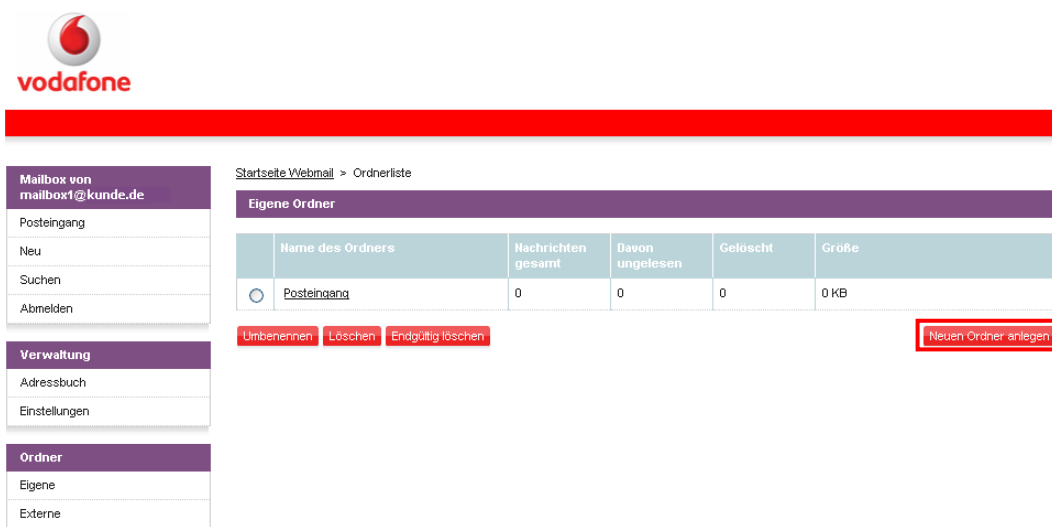 vodafone
Mailbox von
mailbox1@kunde.de
Posteingang
Neu
Suchen
Abmelden
Verwaltung
Adressbuch
Einstellungen
Ordner
Eigene
Externe
Startseite Webmail > Ordnerliste
Eigene Ordner
Name des Ordners Nachrichten gesamt Davon ungelesen Gelöscht Größe
Posteingang 0 0 0 0 KB
Umbenennen Löschen Endgültig löschen Neuen Ordner anlegen